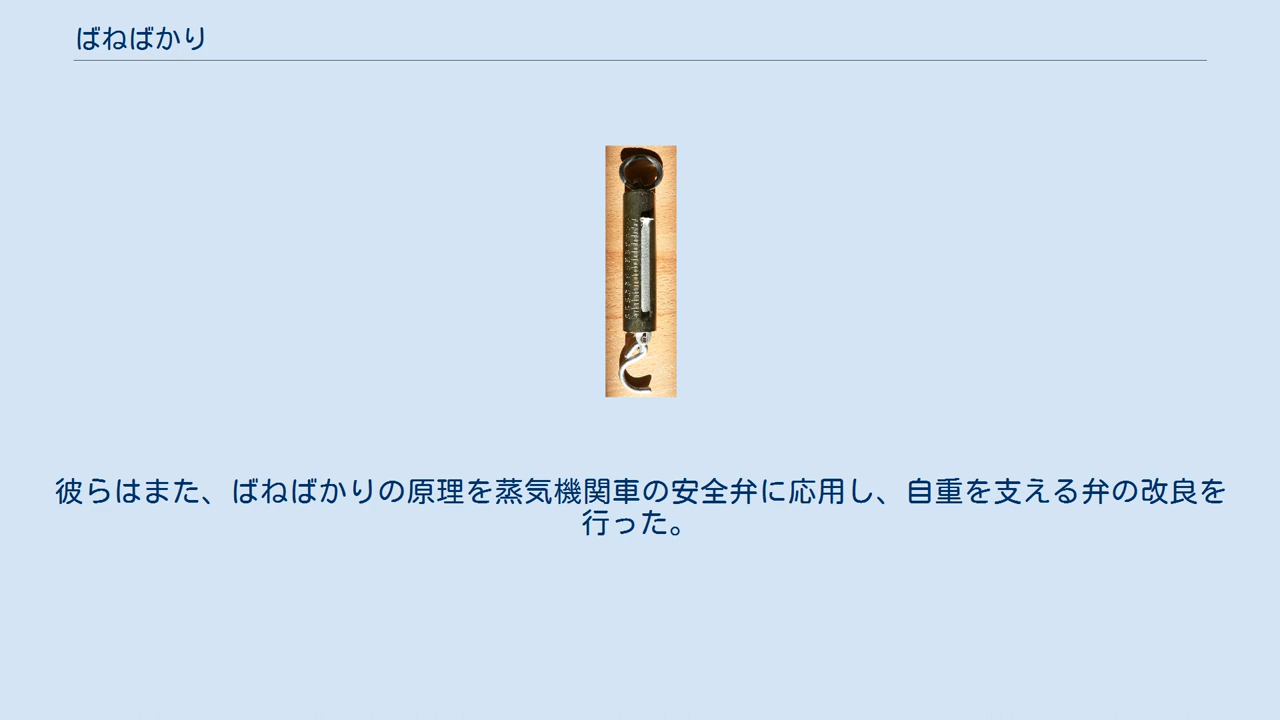 ばねばかり
彼らはまた、ばねばかりの原理を蒸気機関車の安全弁に応用し、自重を支える弁の改良を
行った。